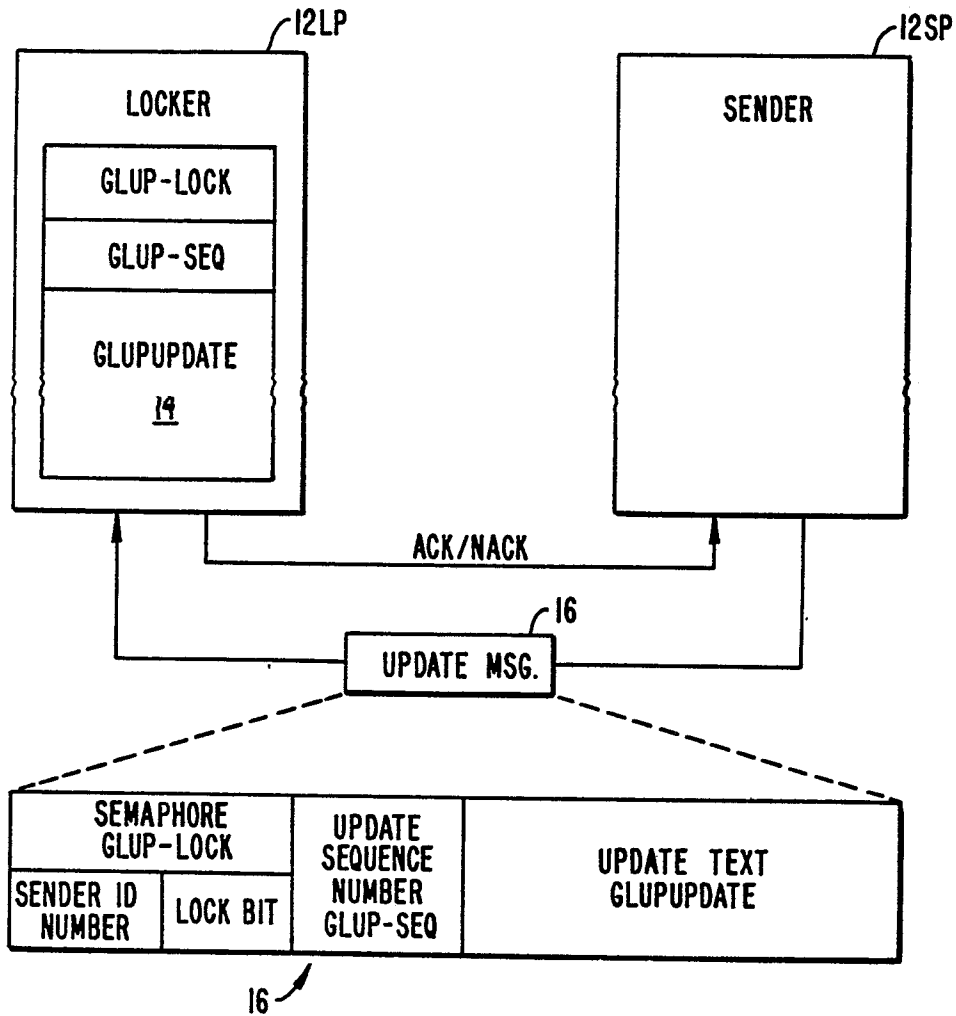 12LP
12SP
LOCKER
SENDER
GLUP-LOCK
GLUP-SEQ
GLUPUPDATE
14
ACK/NACK
16
UPDATE MSG.
SEMAPHORE
GLUP-LOCK
SENDER ID
NUMBER
LOCK BIT
UPDATE
SEQUENCE
NUMBER
GLUP-SEQ
UPDATE TEXT
GLUPUPDATE
16